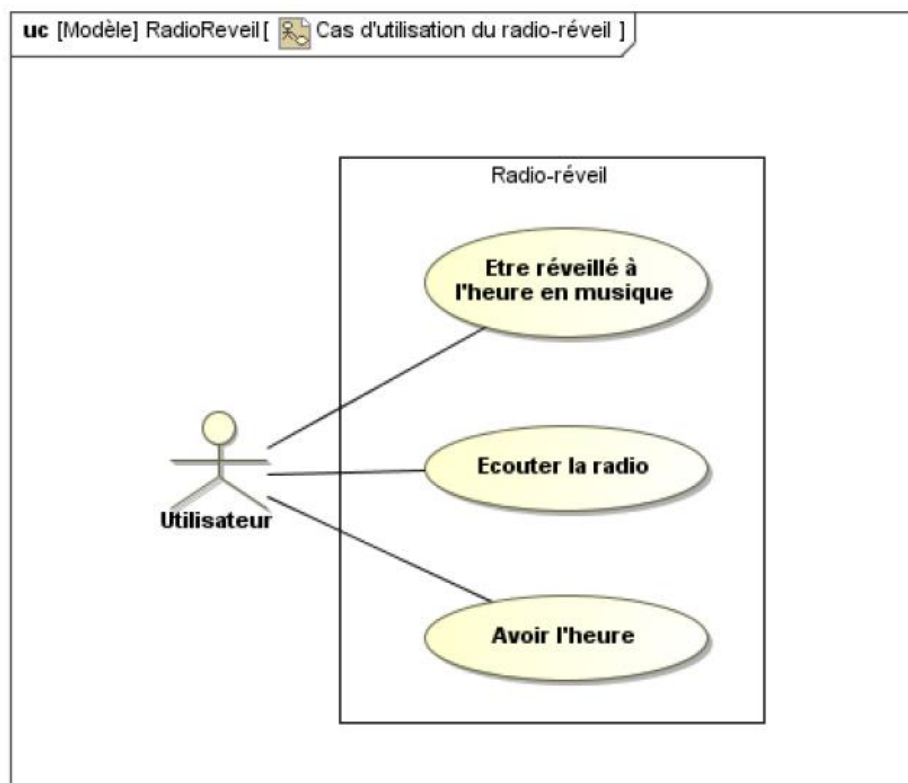 uc [Modèle] RadioReveil [ Cas d'utilisation du radio-réveil ]
Radio-réveil
Etre réveillé à
l'heure en musique
Ecouter la radio
Utilisateur
Avoir l'heure